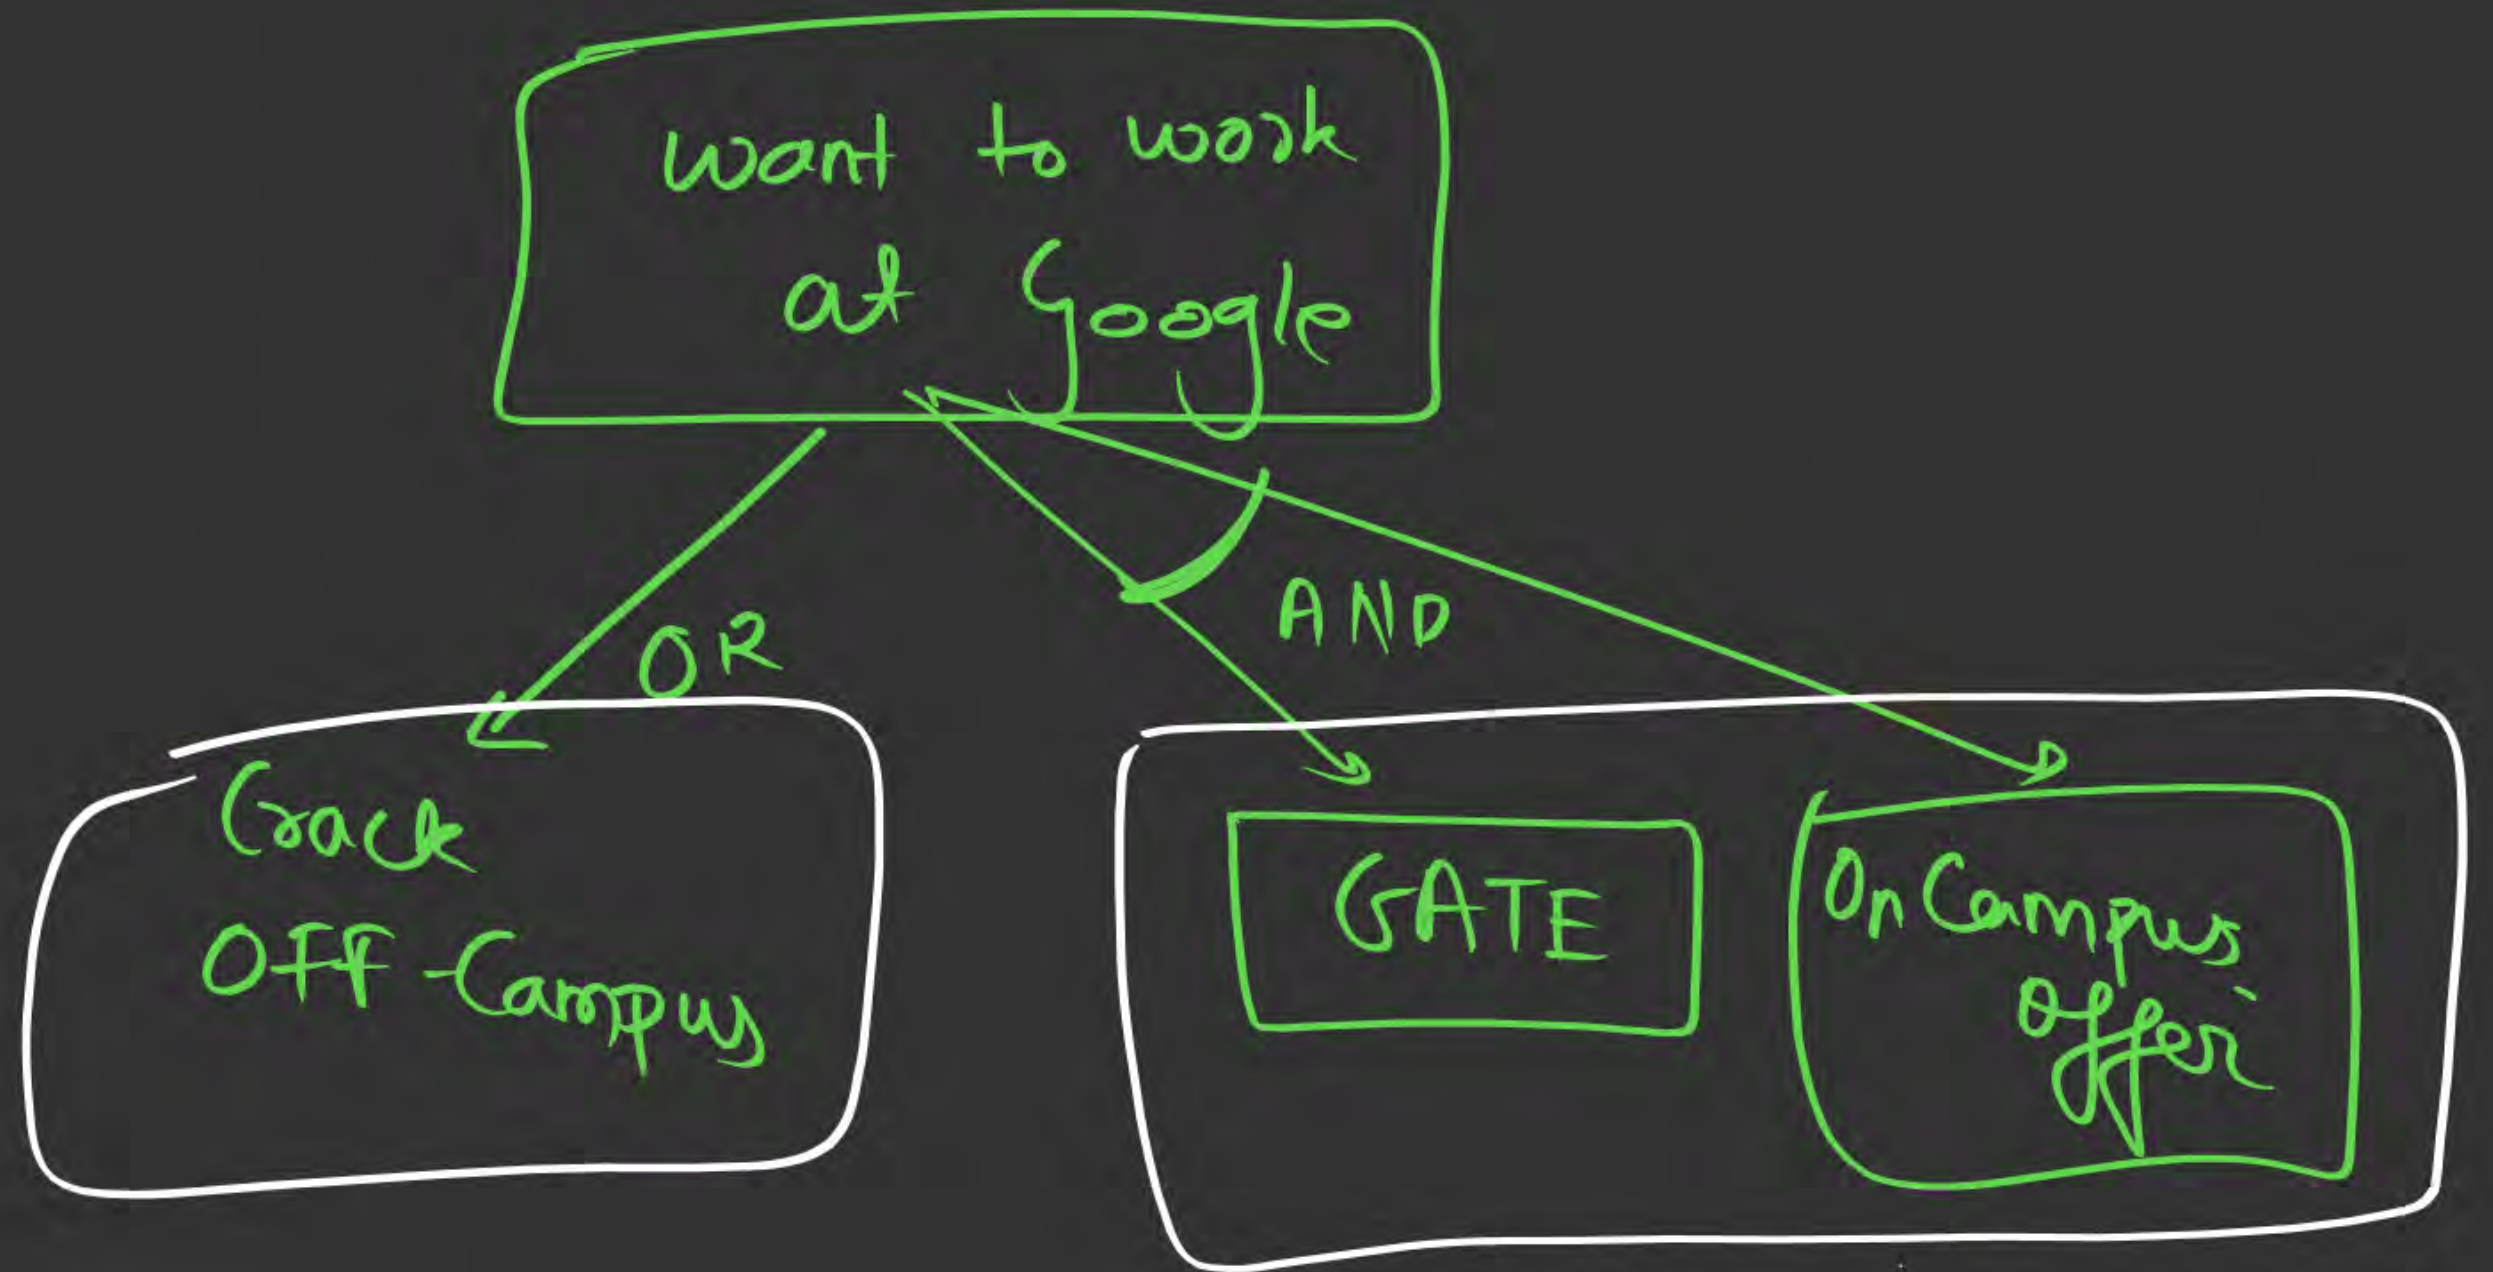 want to work
at Google
OR
AND
Crack
OFF-Campus
GATE
On Campus
offer